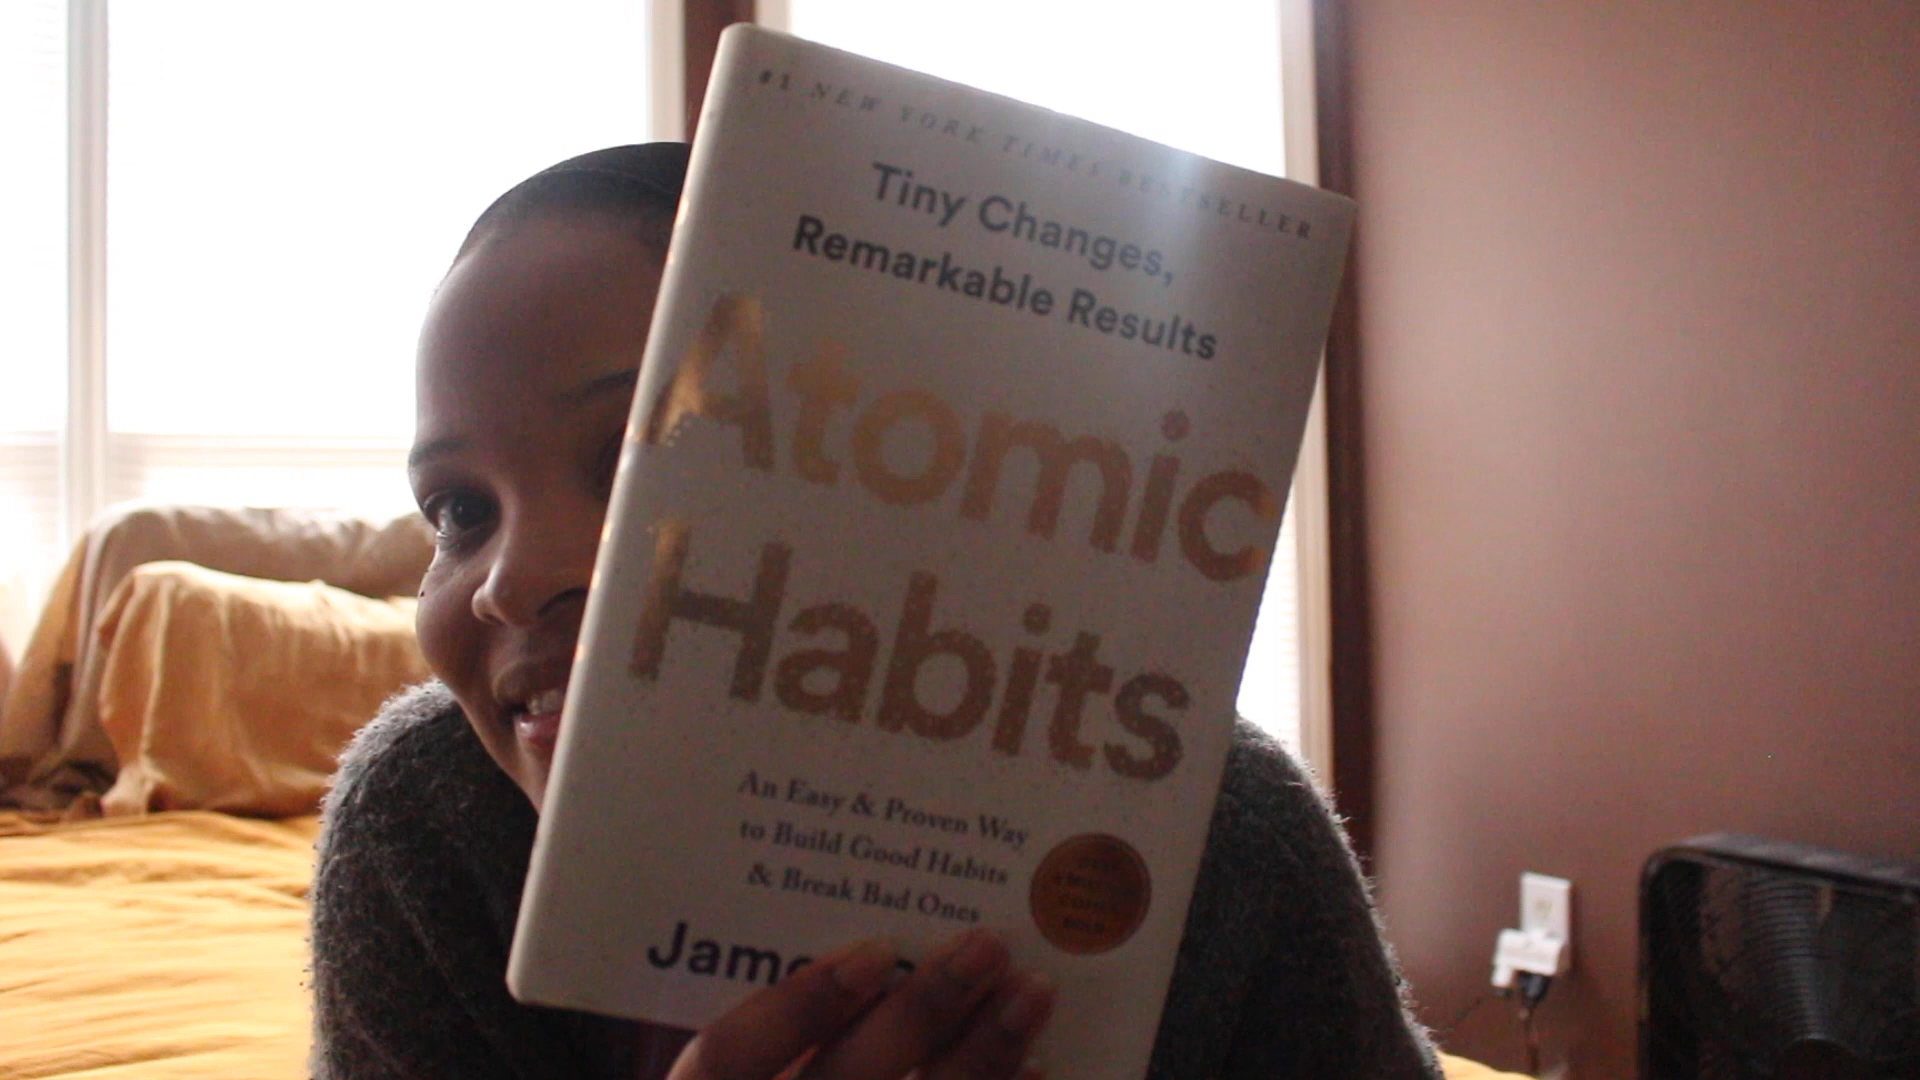 #1 NEW YORK TIMES BESTSELLER
Tiny Changes,
Remarkable Results
Atomic
Habits
An Easy & Proven Way
to Build Good Habits
& Break Bad Ones